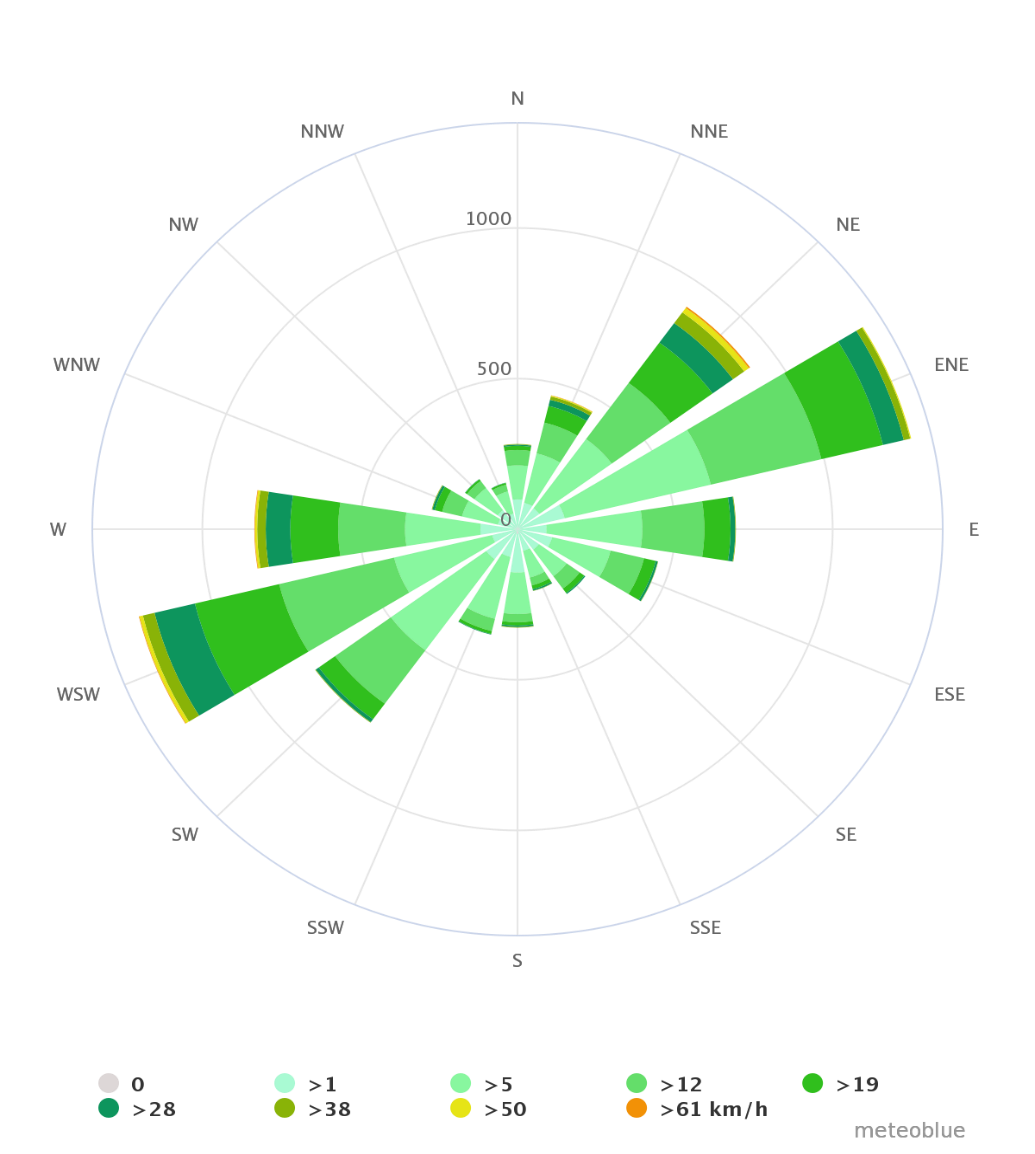 N
NNW NNE
NW NE
1000
WNW ENE
500
0
W E
WSW ESE
SW SE
SSW SSE
S
0 >1 >5 >12 >19
>28 >38 >50 >61 km/h
meteoblue